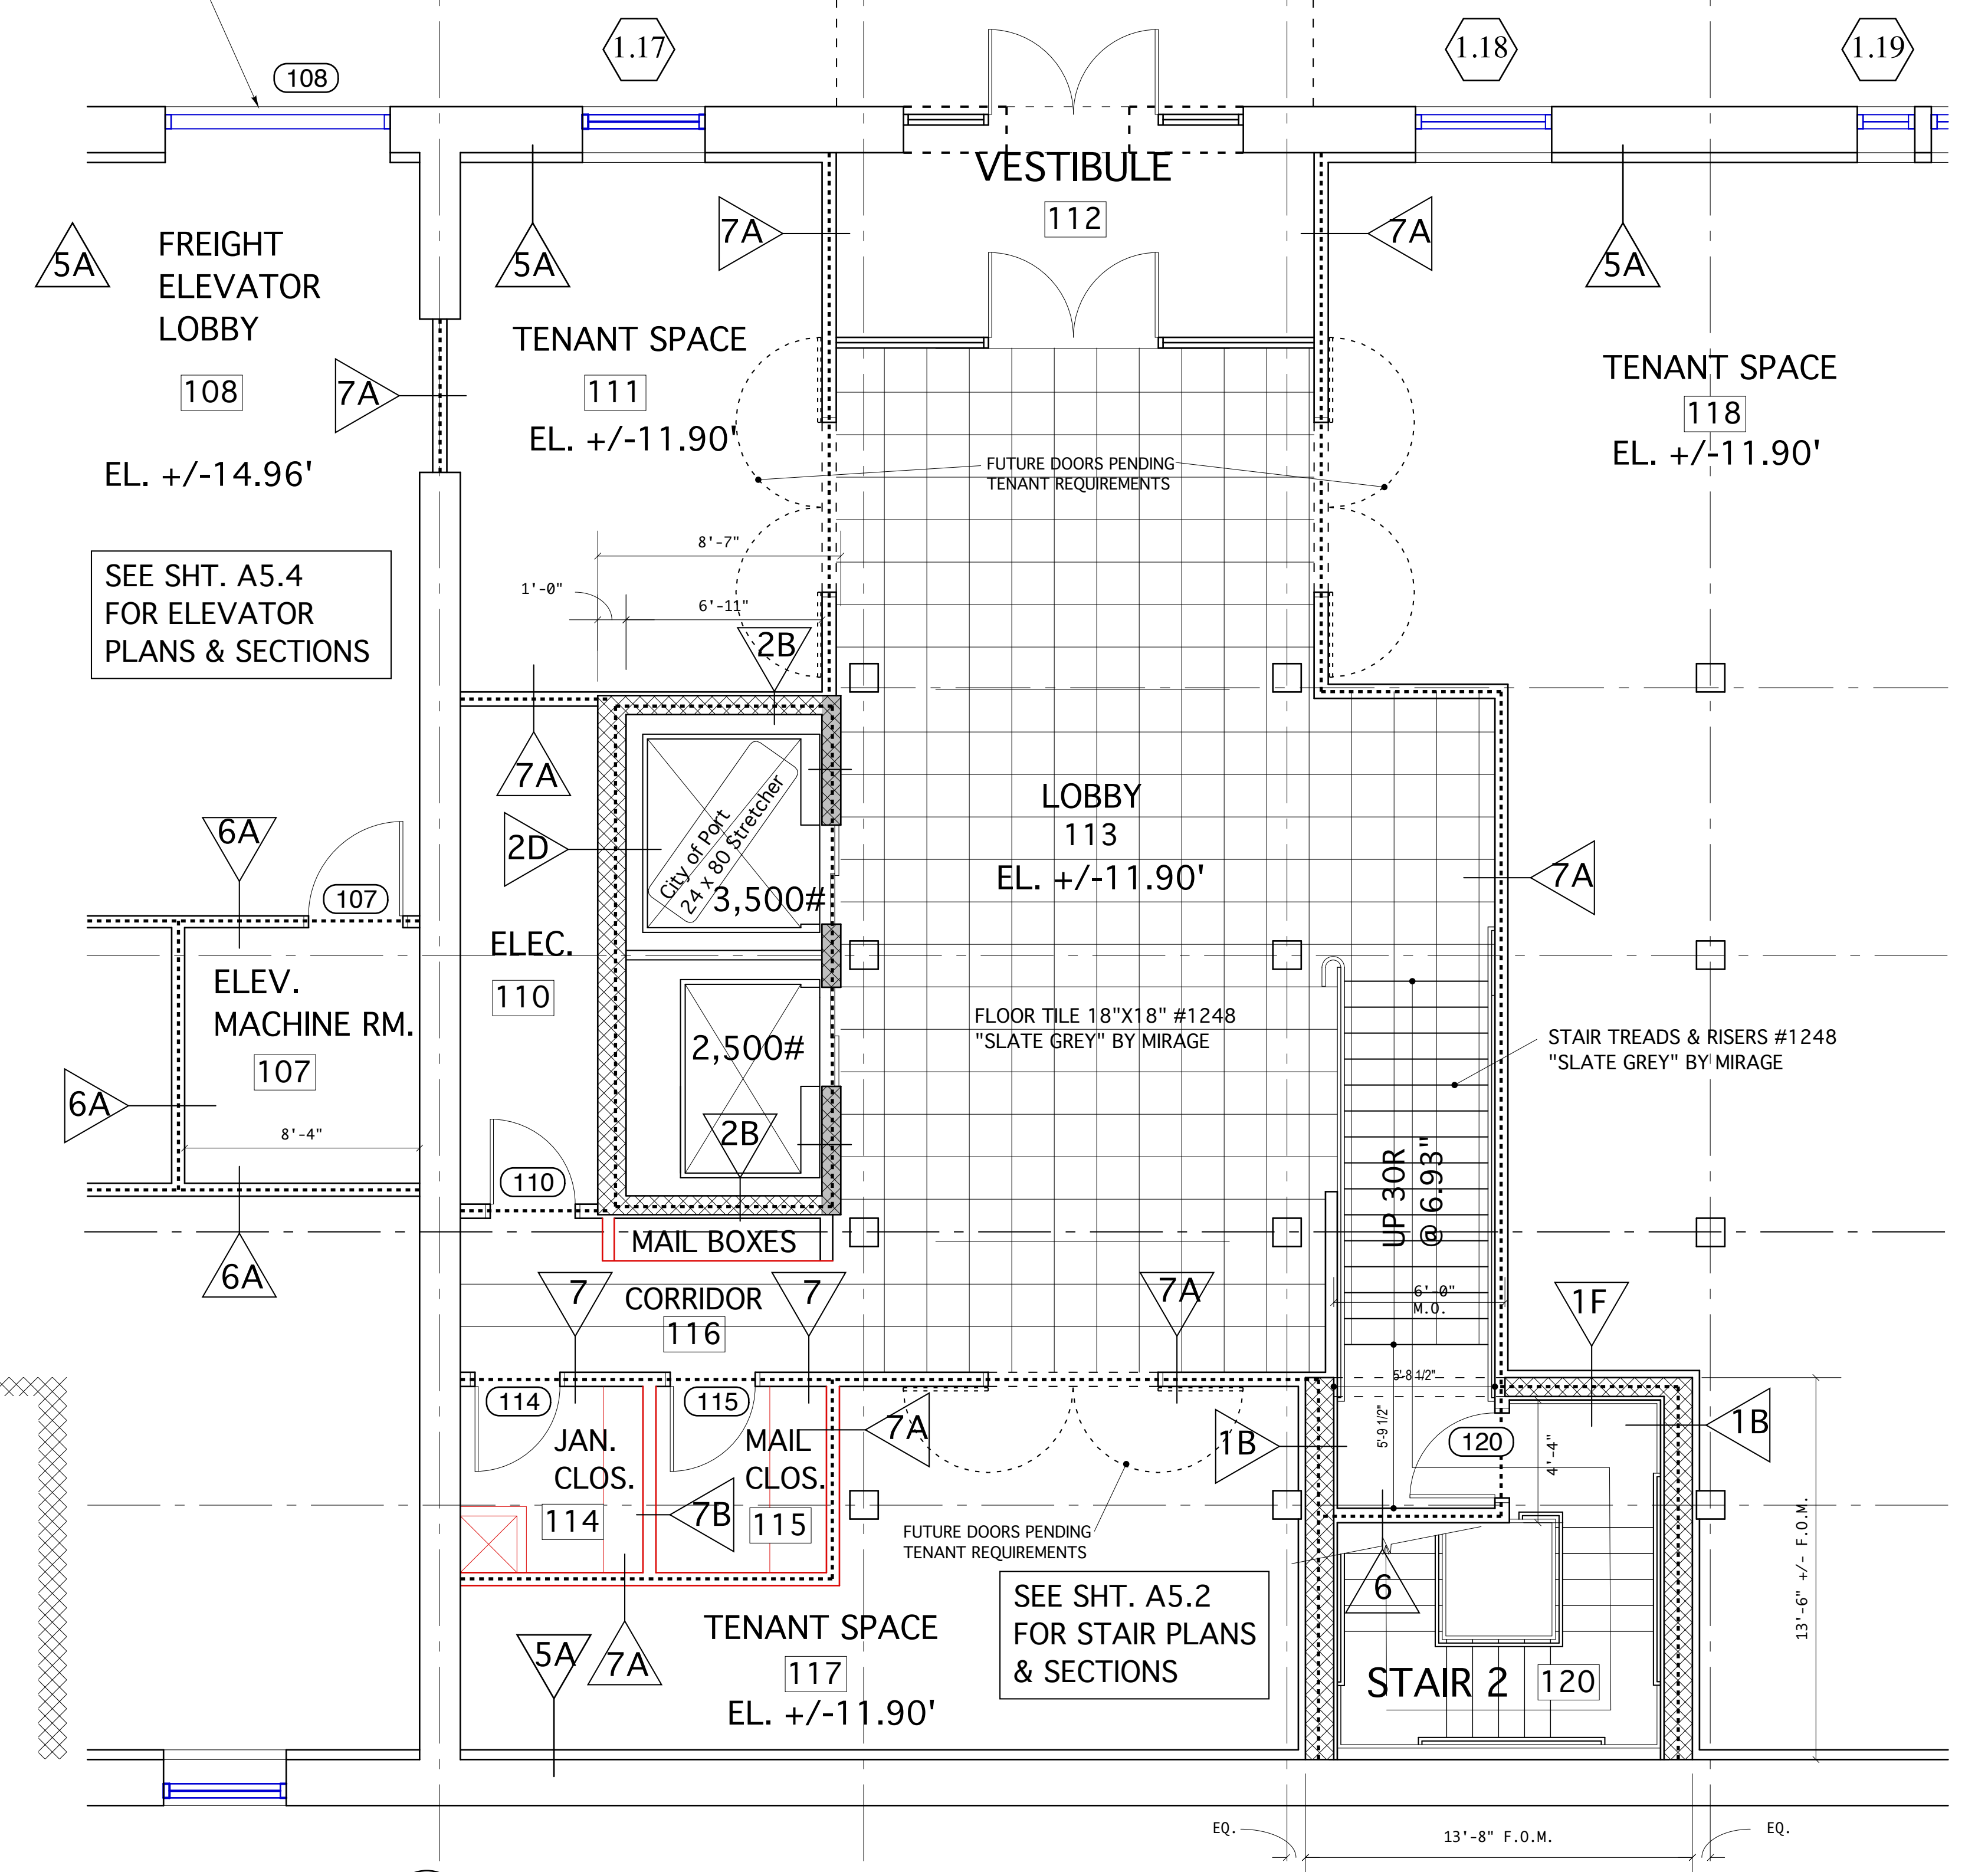 1.17
1.18
1.19
108
VESTIBULE
112
7A
7A
5A
FREIGHT
ELEVATOR
LOBBY
108
EL. +/-14.96'
5A
5A
TENANT SPACE
111
EL. +/-11.90'
7A
TENANT SPACE
118
EL. +/-11.90'
FUTURE DOORS PENDING
TENANT REQUIREMENTS
SEE SHT. A5.4
FOR ELEVATOR
PLANS & SECTIONS
8'-7"
1'-0"
6'-11"
2B
7A
2D
City of Port
24 x 80 Stretcher
3,500#
LOBBY
113
EL. +/-11.90'
7A
6A
107
ELEC.
110
ELEV.
MACHINE RM.
107
6A
8'-4"
2,500#
2B
FLOOR TILE 18"X18" #1248
"SLATE GREY" BY MIRAGE
STAIR TREADS & RISERS #1248
"SLATE GREY" BY MIRAGE
UP 30R
@ 6.93"
110
6A
MAIL BOXES
7
CORRIDOR
116
7
7A
6'-0"
M.O.
1F
5'-8 1/2"
5'-9 1/2"
114
115
JAN.
CLOS.
114
MAIL
CLOS.
115
7A
7B
1B
120
4'-4"
1B
13'-6" +/- F.O.M.
FUTURE DOORS PENDING
TENANT REQUIREMENTS
SEE SHT. A5.2
FOR STAIR PLANS
& SECTIONS
6
5A
7A
TENANT SPACE
117
EL. +/-11.90'
STAIR 2
120
EQ.
13'-8" F.O.M.
EQ.